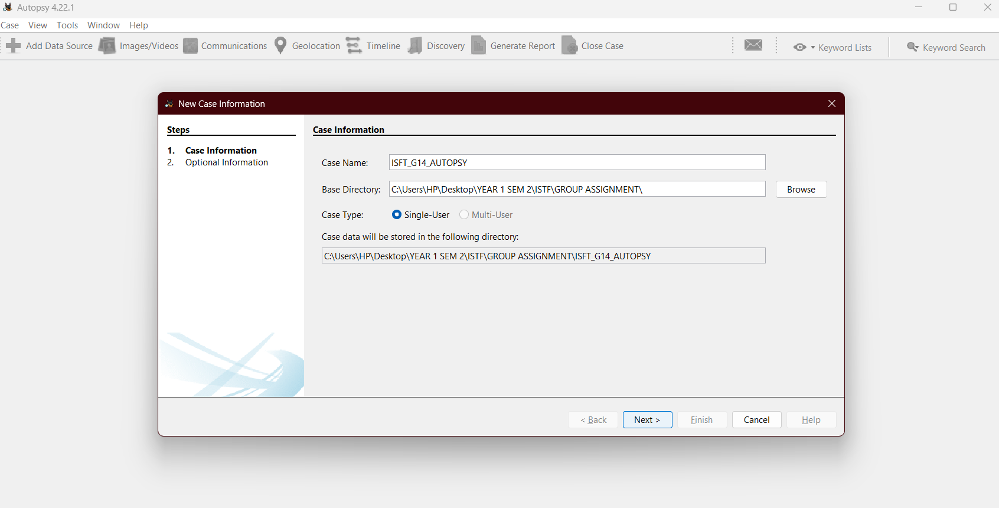 Autopsy 4.22.1
Case View Tools Window Help
Add Data Source Images/Videos Communications Geolocation Timeline Discovery Generate Report Close Case Keyword Lists Keyword Search
New Case Information
Steps
1. Case Information
2. Optional Information
Case Information
Case Name: ISFT_G14_AUTOPSY
Base Directory: C:\Users\HP\Desktop\YEAR 1 SEM 2\ISTF\GROUP ASSIGNMENT\ Browse
Case Type: Single-User Multi-User
Case data will be stored in the following directory:
C:\Users\HP\Desktop\YEAR 1 SEM 2\ISTF\GROUP ASSIGNMENT\ISFT_G14_AUTOPSY
< Back Next > Finish Cancel Help